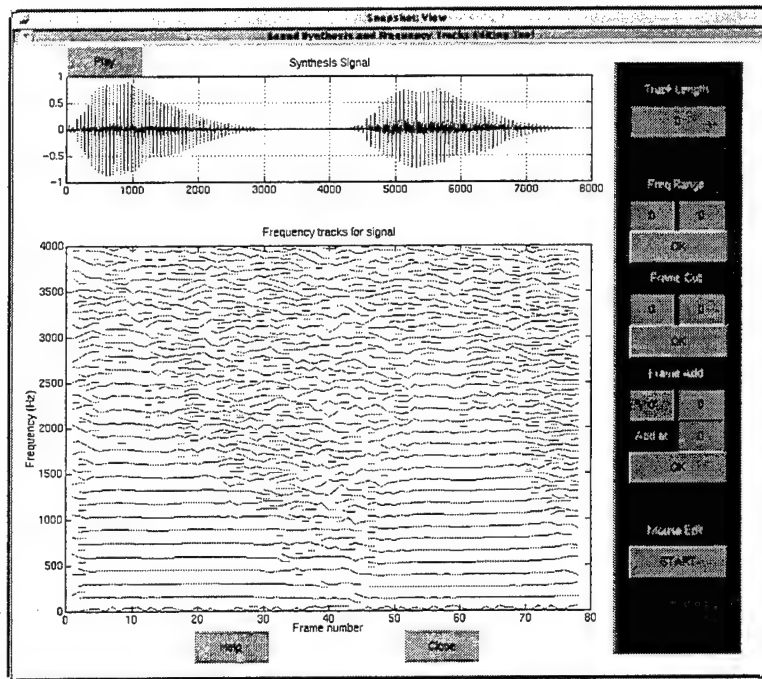 Snapshot View
Sound Synthesis and Frequency Tracks Editing Tool
Play
Synthesis Signal
1
0.5
0
−0.5
−1
0 1000 2000 3000 4000 5000 6000 7000 8000
Frequency tracks for signal
4000
3500
3000
2500
2000
1500
1000
500
0
Frequency (Hz)
0 10 20 30 40 50 60 70 80
Frame number
Help
Close
Track Length
Freq Range
0 0
OK
Frame Cut
0 0
OK
Frame Add
0
Add at
0
OK
Mouse Edit
START